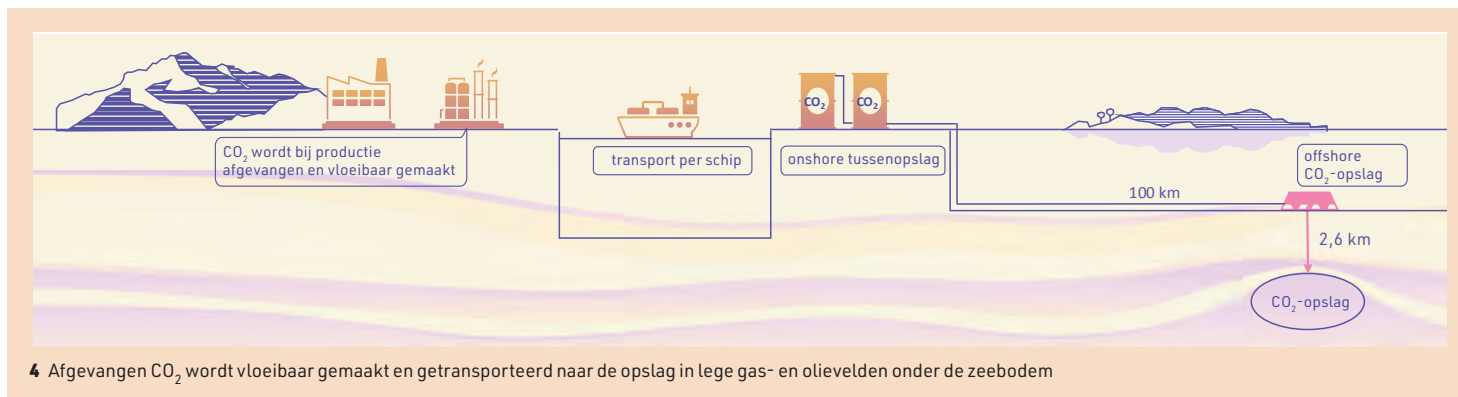 CO₂ wordt bij productie
afgevangen en vloeibaar gemaakt
transport per schip
CO₂
CO₂
onshore tussenopslag
100 km
offshore
CO₂-opslag
2,6 km
CO₂-opslag
4 Afgevangen CO₂ wordt vloeibaar gemaakt en getransporteerd naar de opslag in lege gas- en olievelden onder de zeebodem